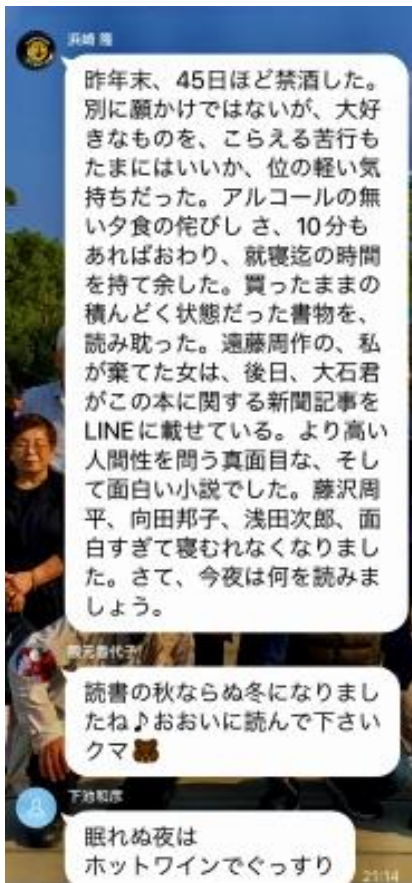 浜崎 隆
昨年末、45日ほど禁酒した。
別に願かけではないが、大好
きなものを、こらえる苦行も
たまにはいいか、位の軽い気
持ちだった。アルコールの無
い夕食の侘びし さ、10分も
あればおわり、就寝迄の時間
を持て余した。買ったままの
積んどく状態だった書物を、
読み耽った。遠藤周作の、私
が棄てた女は、後日、大石君
がこの本に関する新聞記事を
LINEに載せている。より高い
人間性を問う真面目な、そし
て面白い小説でした。藤沢周
平、向田邦子、浅田次郎、面
白すぎて寝むれなくなりまし
た。さて、今夜は何を読みま
しょう。
元香代子
読書の秋ならぬ冬になりまし
たね♪おおいに読んで下さい
クマ🐻
下池和彦
眠れぬ夜は
ホットワインでぐっすり
21:14